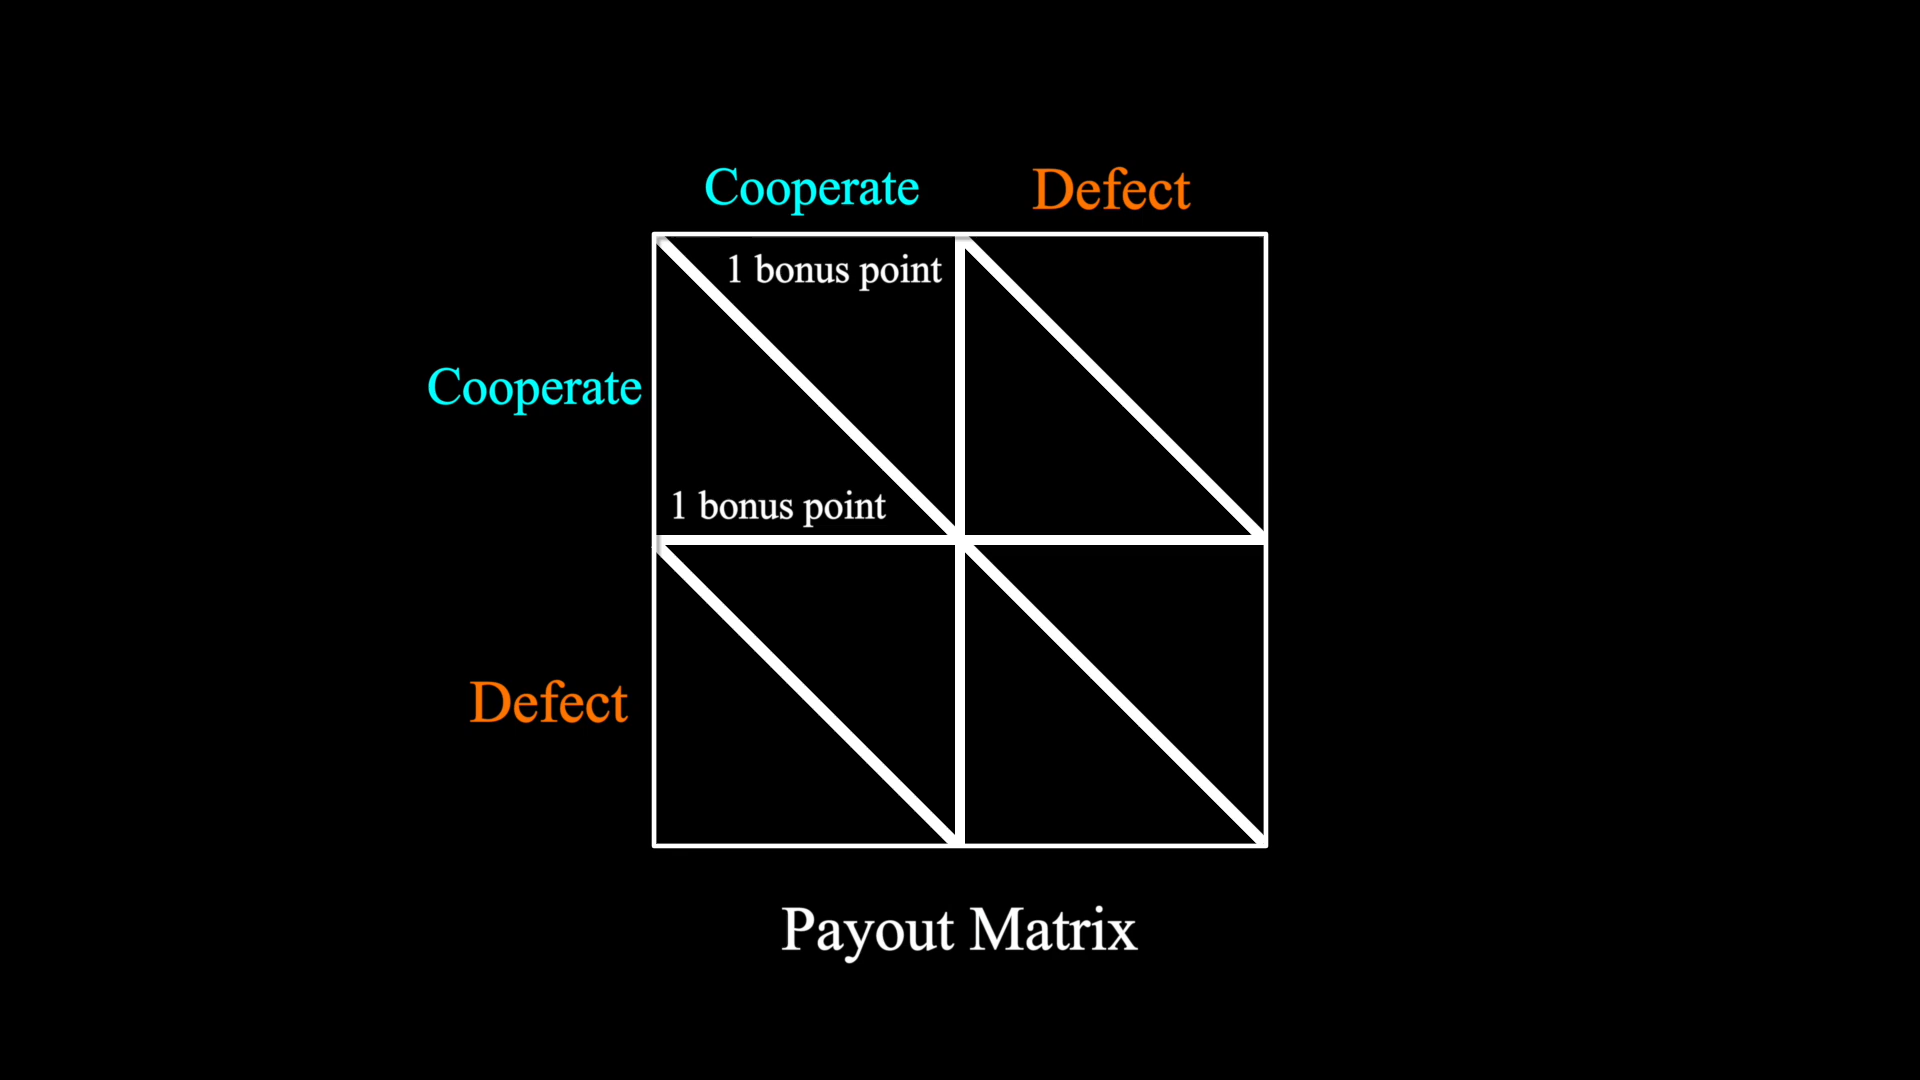 Cooperate Defect
1 bonus point
Cooperate
1 bonus point
Defect
Payout Matrix